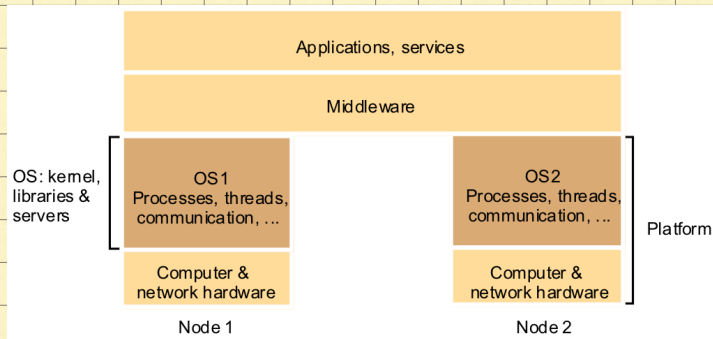 Applications, services
Middleware
OS: kernel,
libraries &
servers
OS1
Processes, threads,
communication, ...
OS2
Processes, threads,
communication, ...
Platform
Computer &
network hardware
Computer &
network hardware
Node 1
Node 2